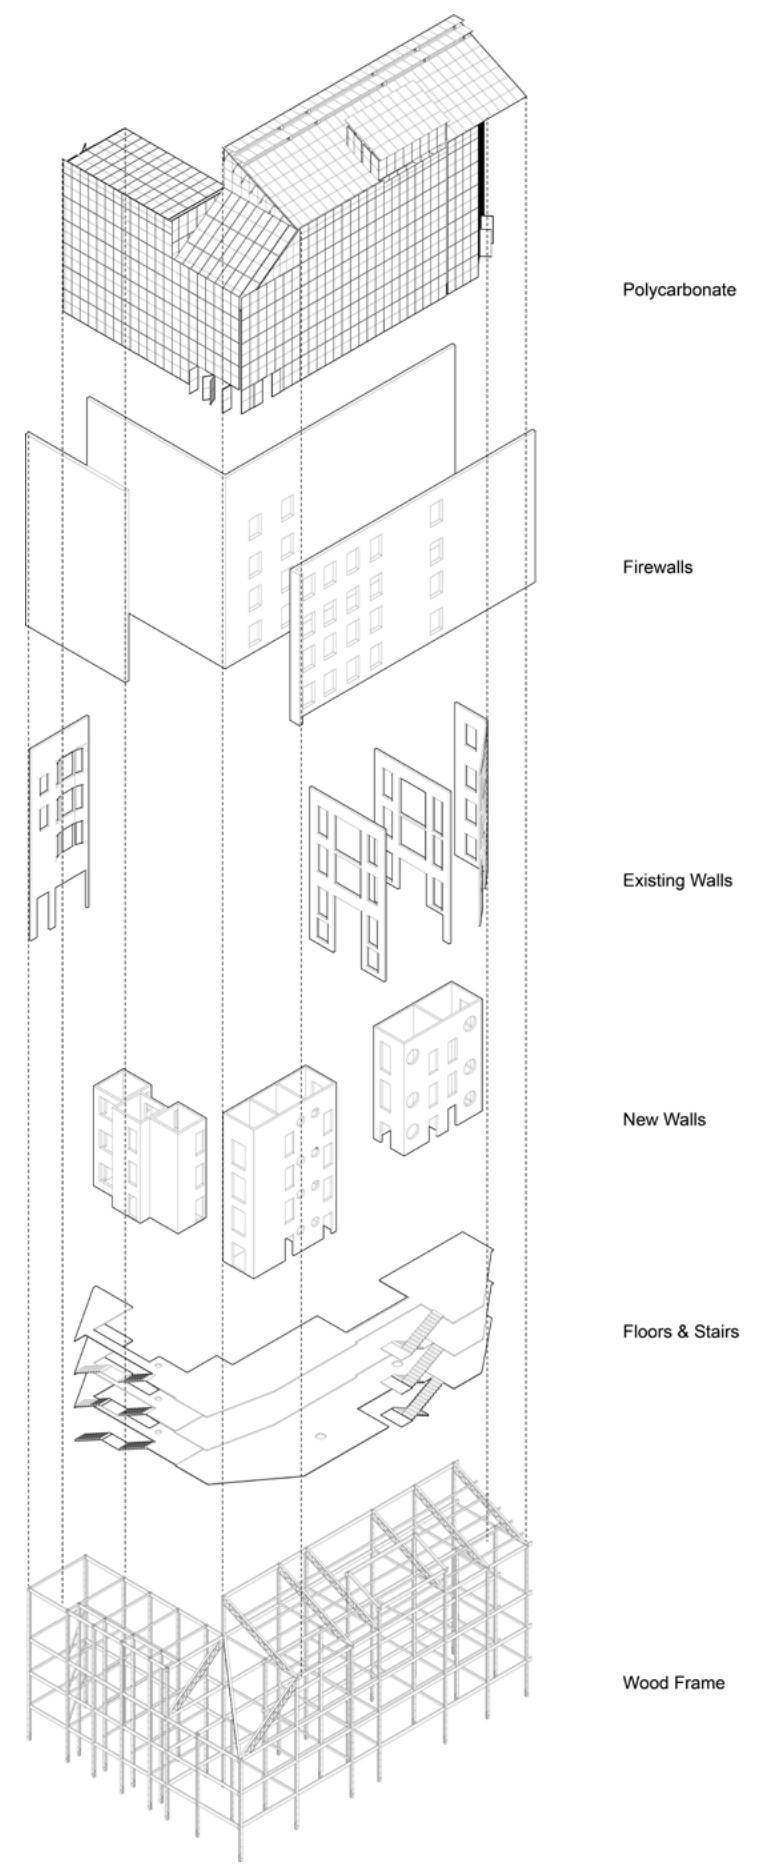 Polycarbonate
Firewalls
Existing Walls
New Walls
Floors & Stairs
Wood Frame